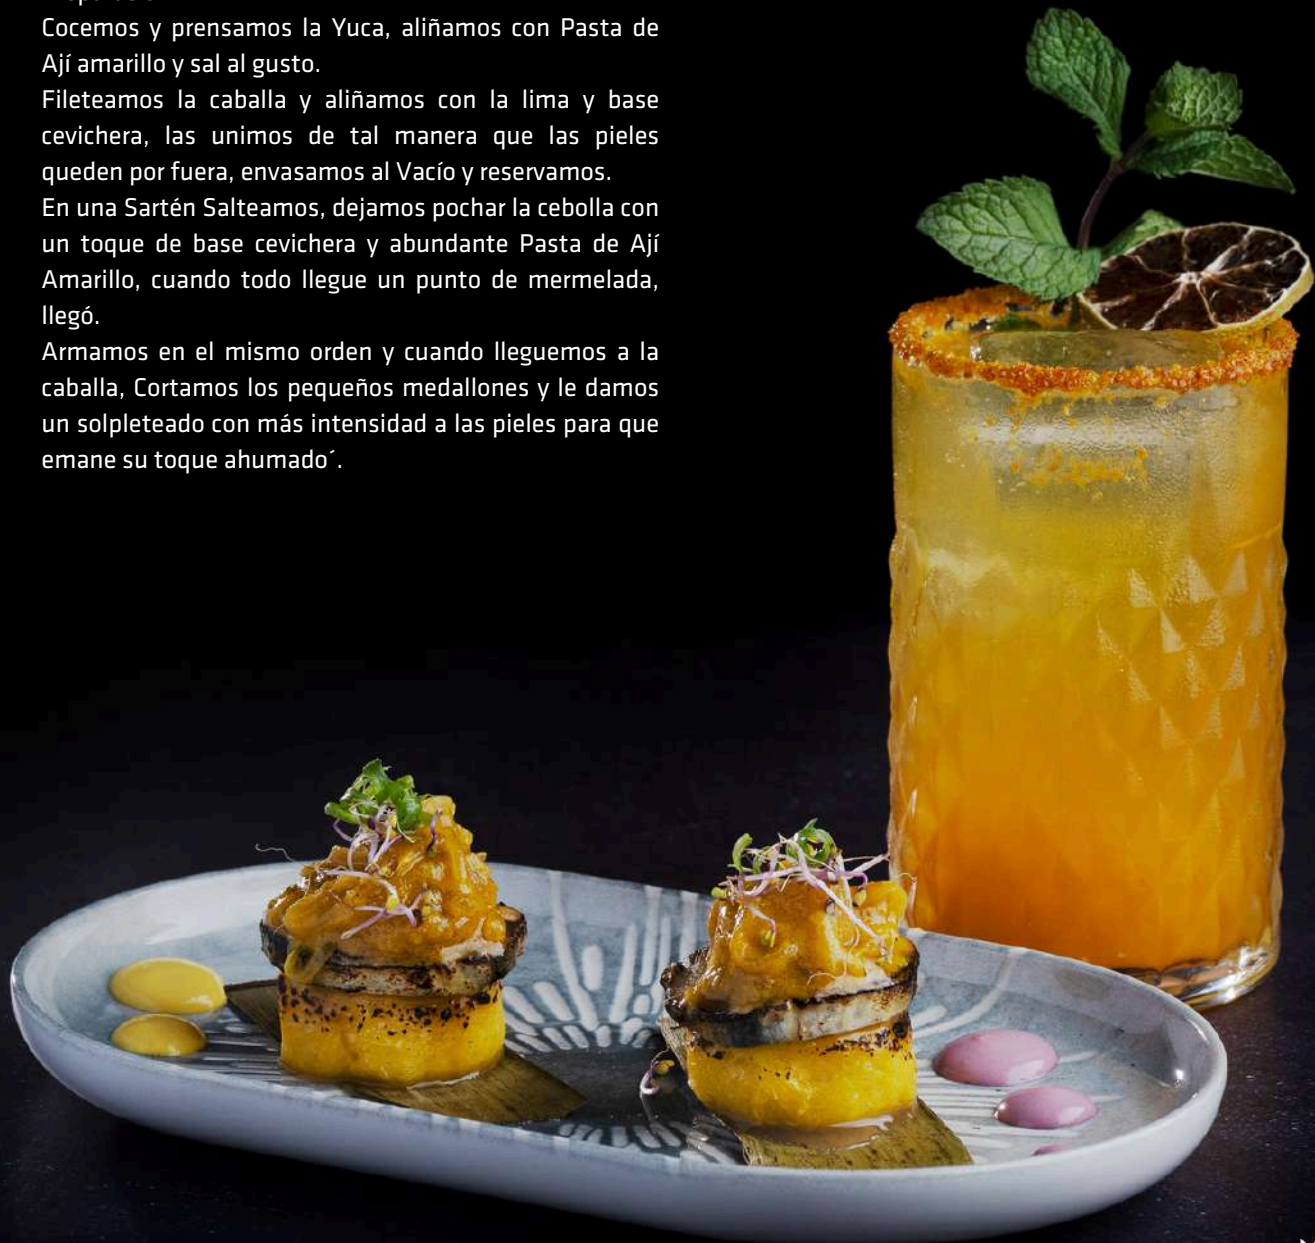 Cocemos y prensamos la Yuca, aliñamos con Pasta de
Ají amarillo y sal al gusto.
Fileteamos la caballa y aliñamos con la lima y base
cevichera, las unimos de tal manera que las pieles
queden por fuera, envasamos al Vacío y reservamos.
En una Sartén Salteamos, dejamos pochar la cebolla con
un toque de base cevichera y abundante Pasta de Ají
Amarillo, cuando todo llegue un punto de mermelada,
llegó.
Armamos en el mismo orden y cuando lleguemos a la
caballa, Cortamos los pequeños medallones y le damos
un solpleteado con más intensidad a las pieles para que
emane su toque ahumado´.